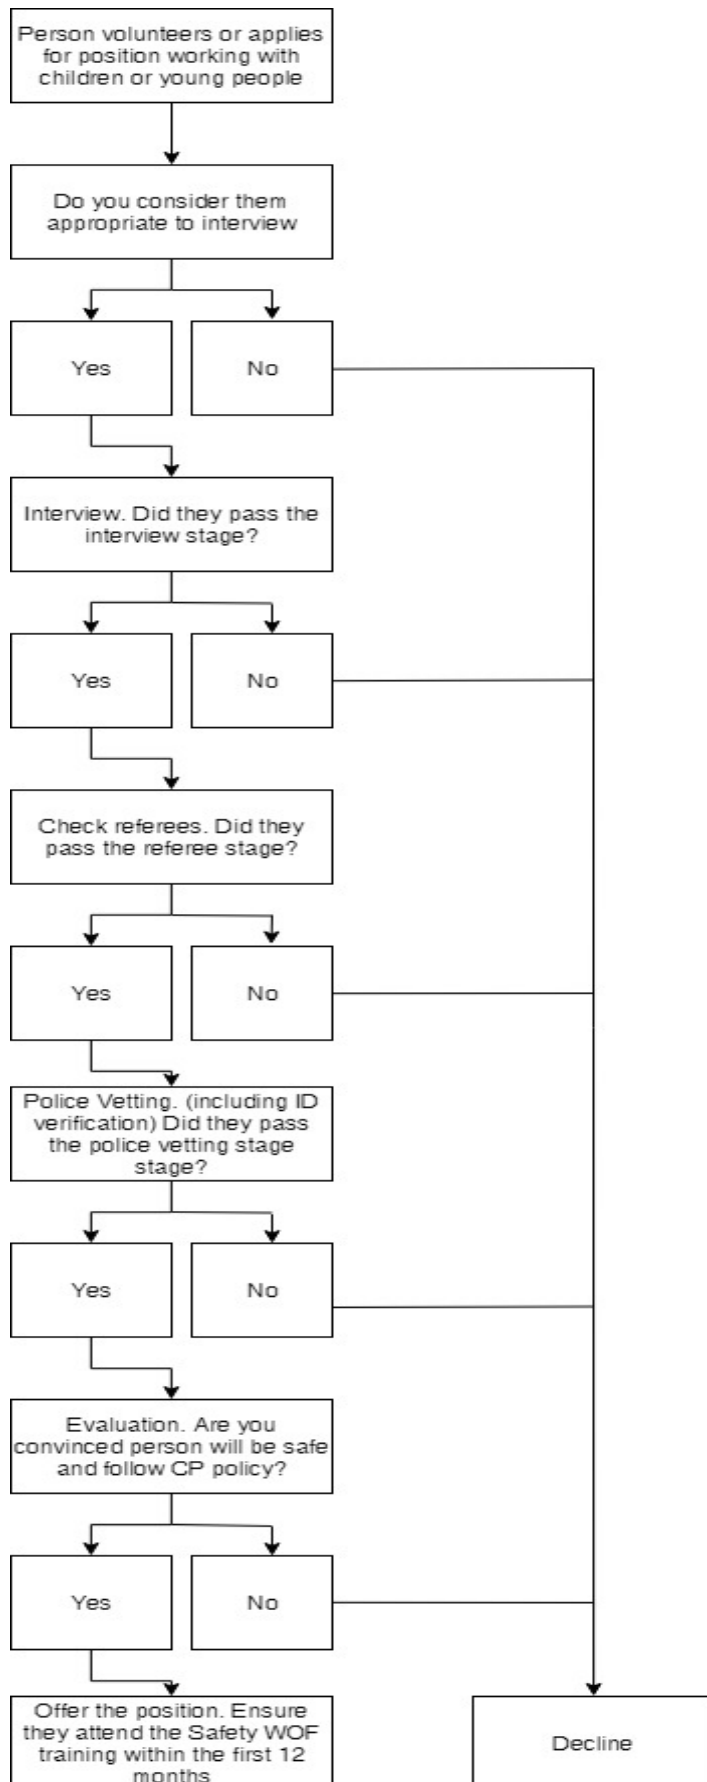 Person volunteers or applies
for position working with
children or young people
Do you consider them
appropriate to interview
Yes
No
Interview. Did they pass the
interview stage?
Yes
No
Check referees. Did they
pass the referee stage?
Yes
No
Police Vetting. (including ID
verification) Did they pass
the police vetting stage
stage?
Yes
No
Evaluation. Are you
convinced person will be safe
and follow CP policy?
Yes
No
Offer the position. Ensure
they attend the Safety WOF
training within the first 12
months
Decline